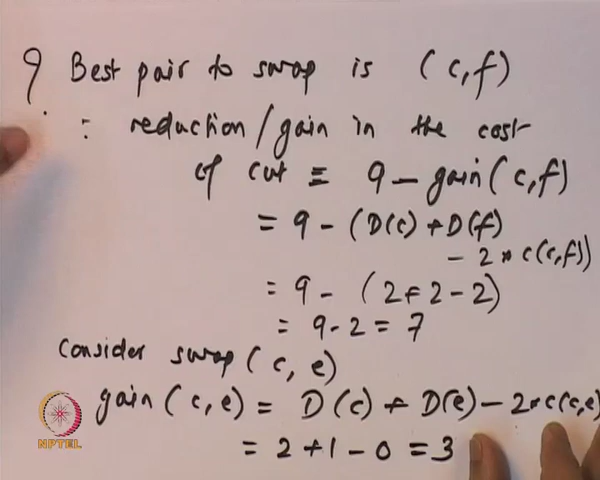 9 Best pair to swap is (c,f)
∴ reduction/gain in the cost
of cut ≡ 9 - gain(c,f)
= 9 - (D(c) + D(f)
- 2 * c(c,f))
= 9 - (2+2-2)
= 9-2 = 7
Consider swap(c, e)
gain(c,e) = D(c) + D(e) - 2*c(c,e)
= 2+1-0 = 3
NPTEL